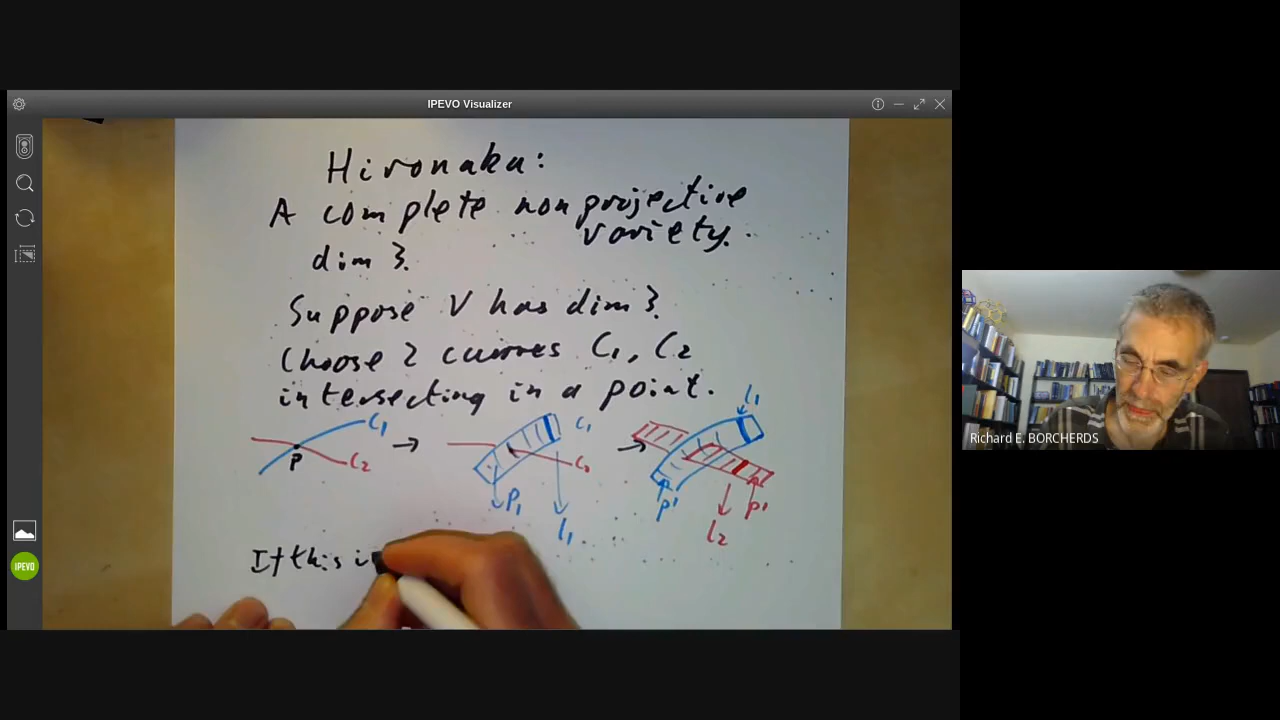 IPEVO Visualizer
Hironaka:
A complete nonprojective
variety.
dim 3.
Suppose V has dim 3.
Choose 2 curves C1, C2
intersecting in a point.
C1
C2
P
→
C1
C2
P1
l1
→
l1
P1
P1
l2
If this i
IPEVO
Richard E. BORCHERDS